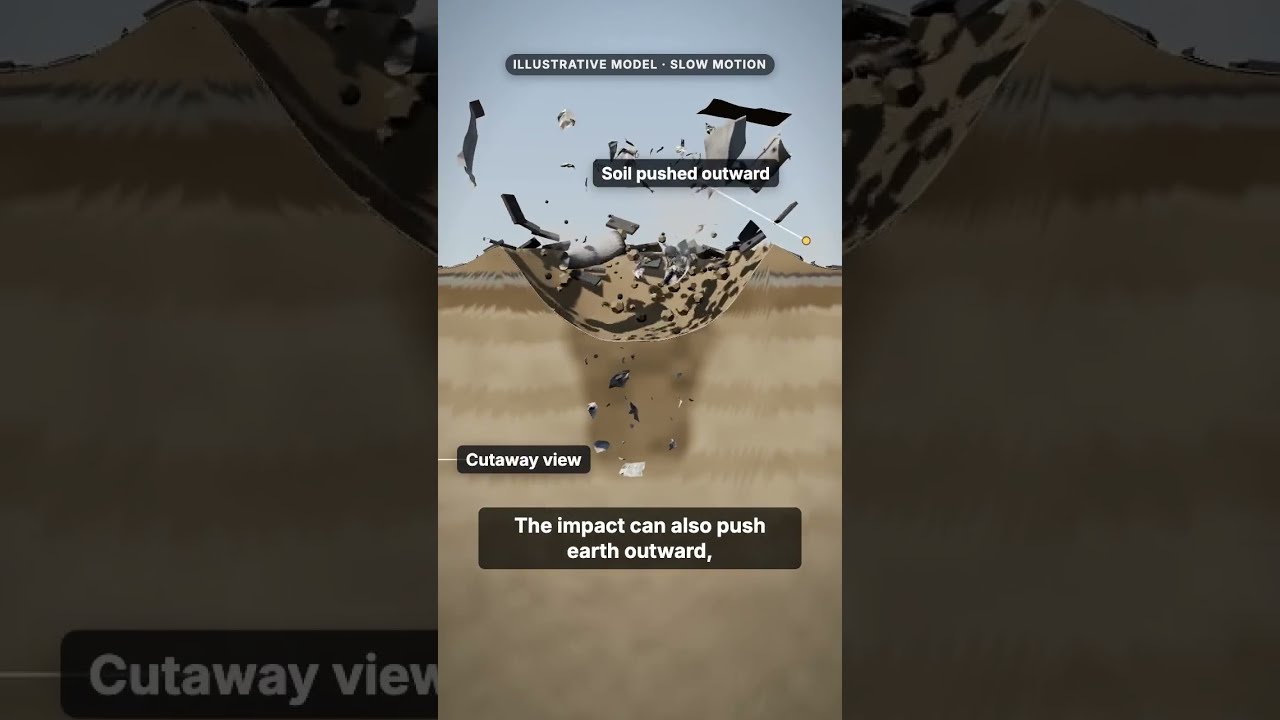 ILLUSTRATIVE MODEL · SLOW MOTION
Soil pushed outward
Cutaway view
The impact can also push
earth outward,
Cutaway view